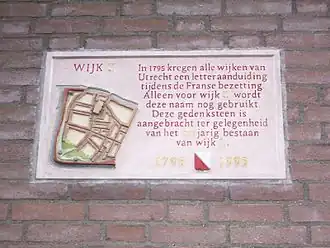 WIJK C
In 1795 kregen alle wijken van
Utrecht een letteraanduiding
tijdens de Franse bezetting.
Alleen voor wijk C wordt
deze naam nog gebruikt.
Deze gedenksteen is
aangebracht ter gelegenheid
van het jarig bestaan
van wijk C.
1795 1995